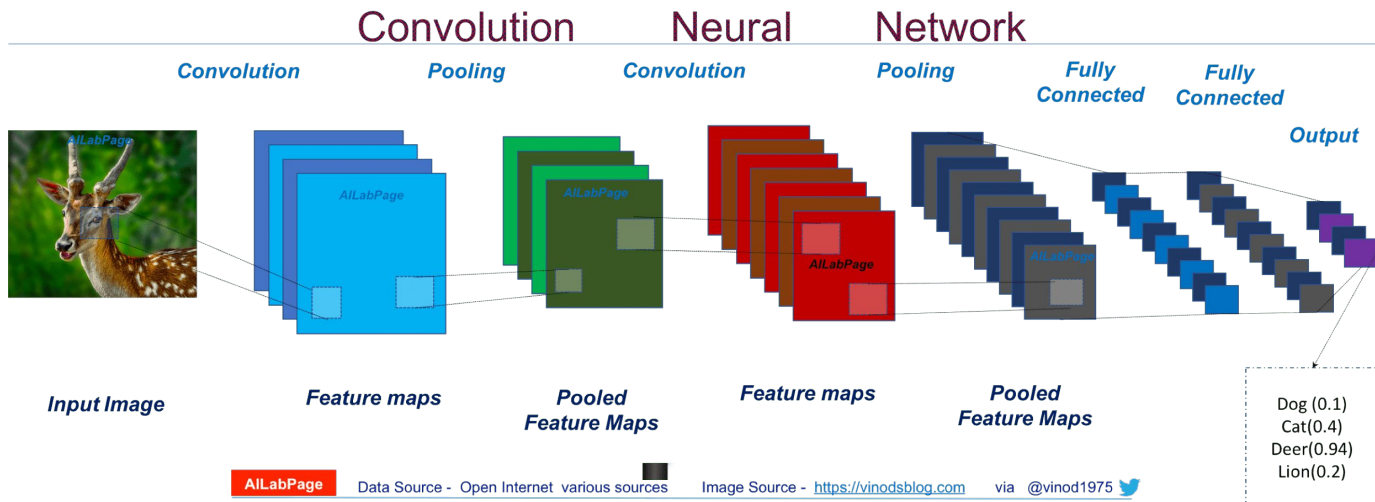 Convolution Neural Network
Convolution Pooling Convolution Pooling Fully Connected Fully Connected Output
AILabPage
AILabPage
AILabPage
AILabPage
AILabPage
Input Image
Feature maps
Pooled Feature Maps
Feature maps
Pooled Feature Maps
Dog (0.1)
Cat(0.4)
Deer(0.94)
Lion(0.2)
AILabPage Data Source - Open Internet various sources Image Source - https://vinodsblog.com via @vinod1975